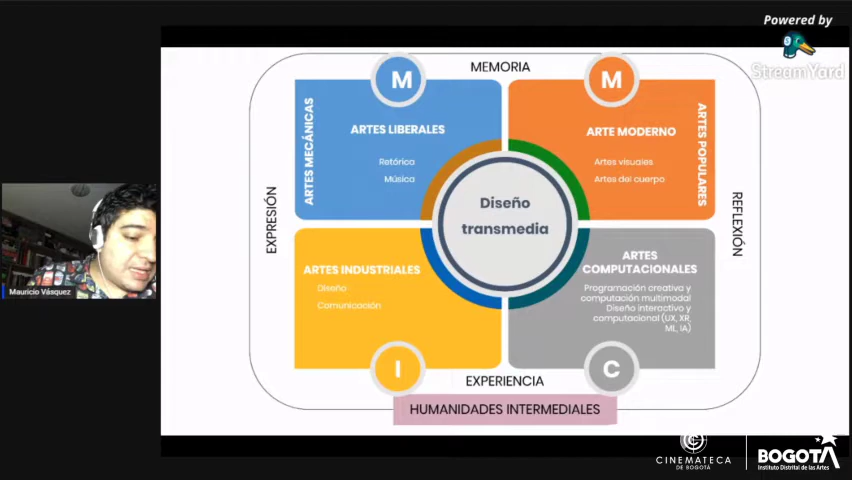 Powered by
StreamYard
MEMORIA
M
M
ARTES MECÁNICAS
ARTES LIBERALES
Retórica
Música
ARTE MODERNO
Artes visuales
Artes del cuerpo
ARTES POPULARES
EXPRESIÓN
Diseño
transmedia
REFLEXIÓN
ARTES INDUSTRIALES
Diseño
Comunicación
ARTES
COMPUTACIONALES
Programación creativa y
computación multimodal
Diseño interactivo y
computacional (UX, XR,
ML, IA)
Mauricio Vásquez
I
C
EXPERIENCIA
HUMANIDADES INTERMEDIALES
CINEMATECA
DE BOGOTÁ
BOGOTÁ
Instituto Distrital de las Artes